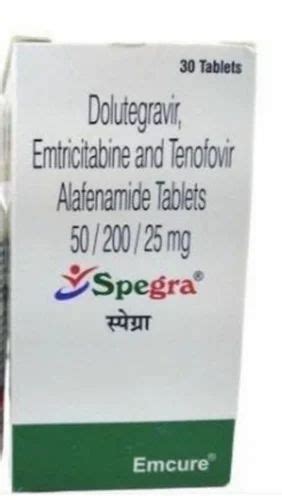 30 Tablets
Dolutegravir,
Emtricitabine and Tenofovir
Alafenamide Tablets
50/200/25 mg
Spegra®
स्पेग्रा
Emcure®